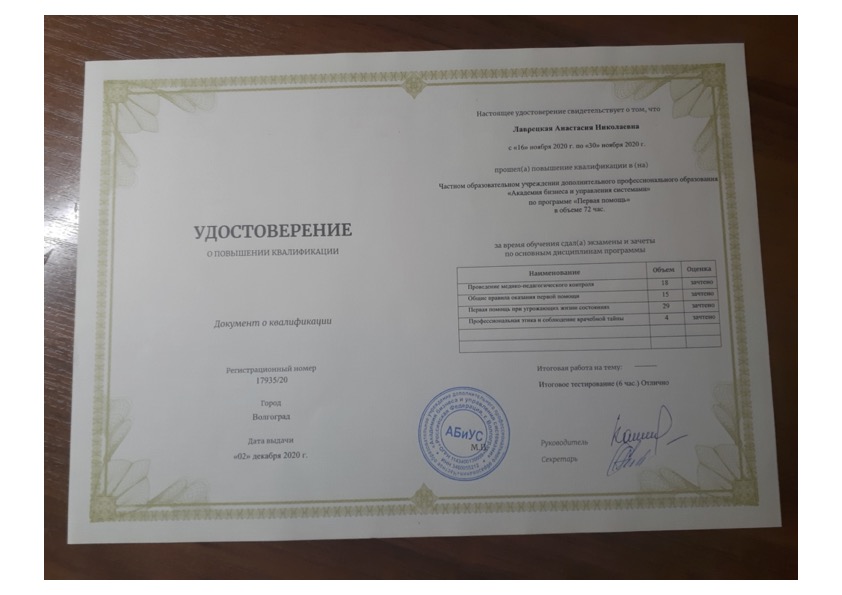 УДОСТОВЕРЕНИЕ
О ПОВЫШЕНИИ КВАЛИФИКАЦИИ
Документ о квалификации
Регистрационный номер
17935/20
Город
Волгоград
Дата выдачи
«02» декабря 2020 г.
Настоящее удостоверение свидетельствует о том, что
Лаврецкая Анастасия Николаевна
с «16» ноября 2020 г. по «30» ноября 2020 г.
прошел(а) повышение квалификации в (на)
Частном образовательном учреждении дополнительного профессионального образования
«Академия бизнеса и управления системами»
по программе «Первая помощь»
в объеме 72 час.
за время обучения сдал(а) экзамены и зачеты
по основным дисциплинам программы
Наименование Объем Оценка
Проведение медико-педагогического контроля 18 зачтено
Общие правила оказания первой помощи 15 зачтено
Первая помощь при угрожающих жизни состояниях 29 зачтено
Профессиональная этика и соблюдение врачебной тайны 4 зачтено
Итоговая работа на тему:
Итоговое тестирование (6 час.) Отлично
АБиУС
М.П.
Руководитель
Секретарь